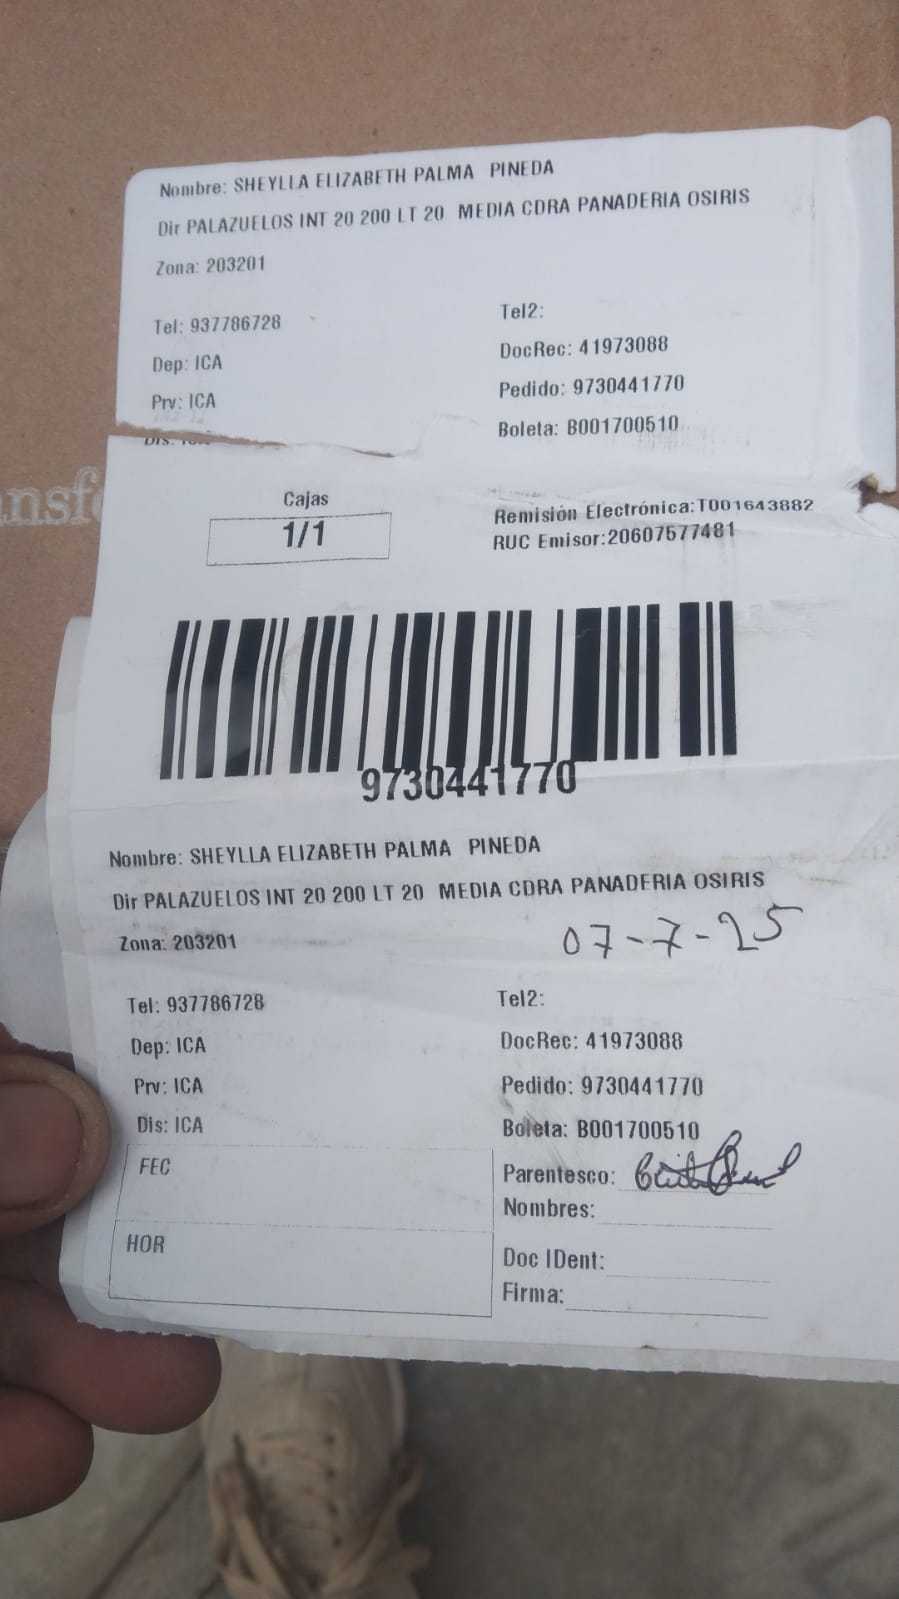 Nombre: SHEYLLA ELIZABETH PALMA PINEDA
Dir PALAZUELOS INT 20 200 LT 20 MEDIA CDRA PANADERIA OSIRIS
Zona: 203201
Tel: 937786728
Tel2:
Dep: ICA
DocRec: 41973088
Prv: ICA
Pedido: 9730441770
Boleta: B001700510
Dis:
Cajas
1/1
Remisión Electrónica:T001643882
RUC Emisor:20607577481
9730441770
Nombre: SHEYLLA ELIZABETH PALMA PINEDA
Dir PALAZUELOS INT 20 200 LT 20 MEDIA CDRA PANADERIA OSIRIS
Zona: 203201
07-7-25
Tel: 937786728
Tel2:
Dep: ICA
DocRec: 41973088
Prv: ICA
Pedido: 9730441770
Dis: ICA
Boleta: B001700510
FEC
Parentesco:
Nombres:
HOR
Doc IDent:
Firma: